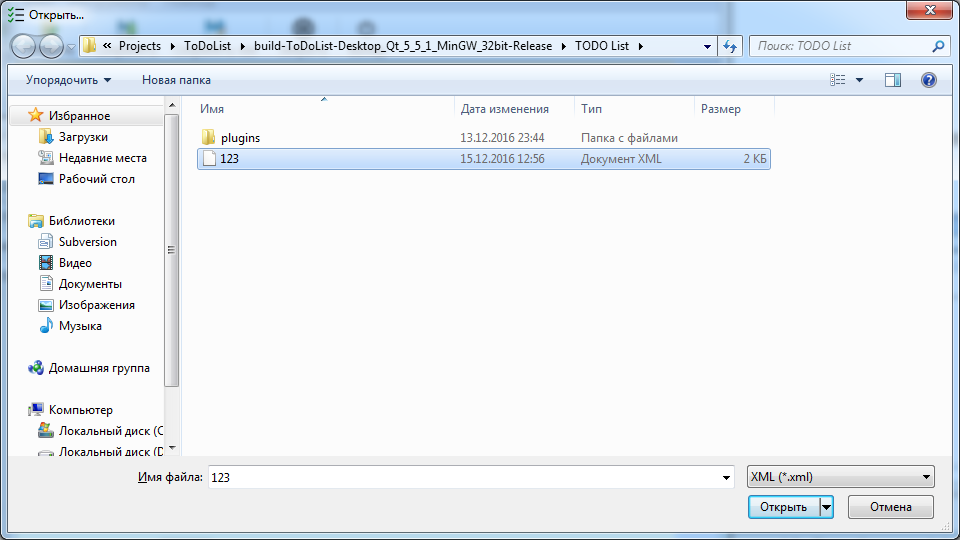 Открыть...
« Projects ToDoList build-ToDoList-Desktop_Qt_5_5_1_MinGW_32bit-Release TODO List
Поиск: TODO List
Упорядочить Новая папка
Имя Дата изменения Тип Размер
plugins 13.12.2016 23:44 Папка с файлами
123 15.12.2016 12:56 Документ XML 2 КБ
Избранное
Загрузки
Недавние места
Рабочий стол
Библиотеки
Subversion
Видео
Документы
Изображения
Музыка
Домашняя группа
Компьютер
Локальный диск (C
Локальный диск (D
Имя файла: 123 XML (*.xml)
Открыть Отмена